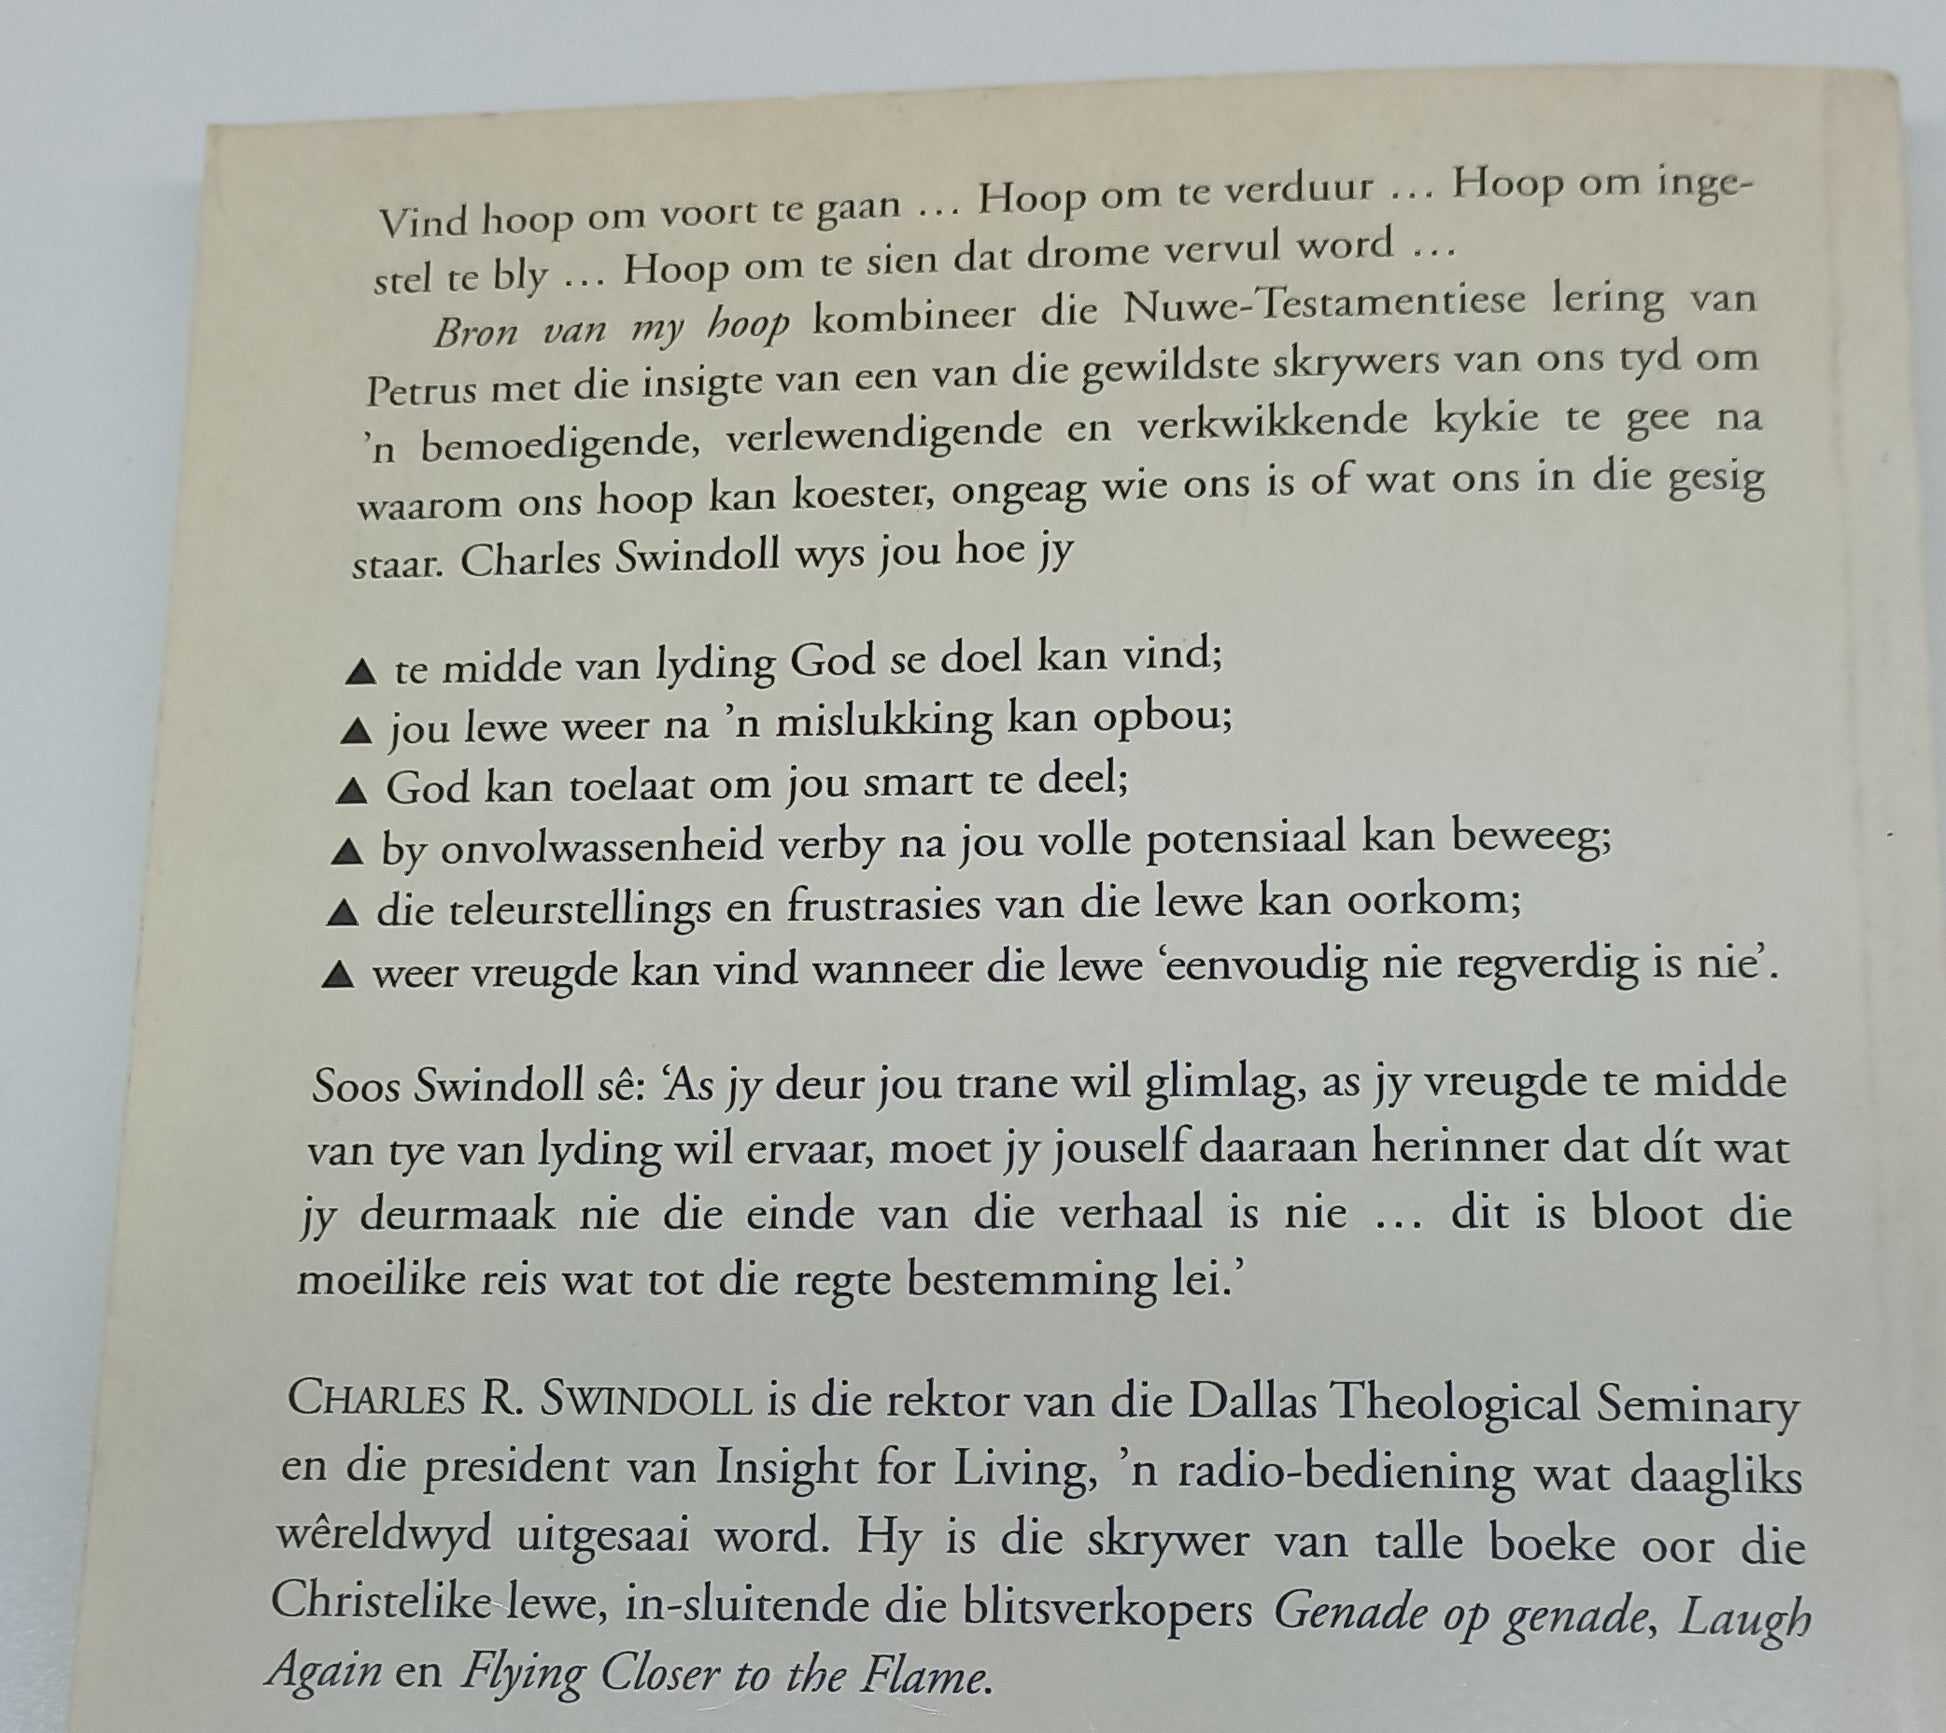 Vind hoop om voort te gaan … Hoop om te verduur … Hoop om inge-
stel te bly … Hoop om te sien dat drome vervul word …
Bron van my hoop kombineer die Nuwe-Testamentiese lering van
Petrus met die insigte van een van die gewildste skrywers van ons tyd om
’n bemoedigende, verlewendigende en verkwikkende kykie te gee na
waarom ons hoop kan koester, ongeag wie ons is of wat ons in die gesig
staar. Charles Swindoll wys jou hoe jy
▲ te midde van lyding God se doel kan vind;
▲ jou lewe weer na ’n mislukking kan opbou;
▲ God kan toelaat om jou smart te deel;
▲ by onvolwassenheid verby na jou volle potensiaal kan beweeg;
▲ die teleurstellings en frustrasies van die lewe kan oorkom;
▲ weer vreugde kan vind wanneer die lewe ‘eenvoudig nie regverdig is nie’.
Soos Swindoll sê: ‘As jy deur jou trane wil glimlag, as jy vreugde te midde
van tye van lyding wil ervaar, moet jy jouself daaraan herinner dat dít wat
jy deurmaak nie die einde van die verhaal is nie … dit is bloot die
moeilike reis wat tot die regte bestemming lei.’
CHARLES R. SWINDOLL is die rektor van die Dallas Theological Seminary
en die president van Insight for Living, ’n radio-bediening wat daagliks
wêreldwyd uitgesaai word. Hy is die skrywer van talle boeke oor die
Christelike lewe, in-sluitende die blitsverkopers Genade op genade, Laugh
Again en Flying Closer to the Flame.